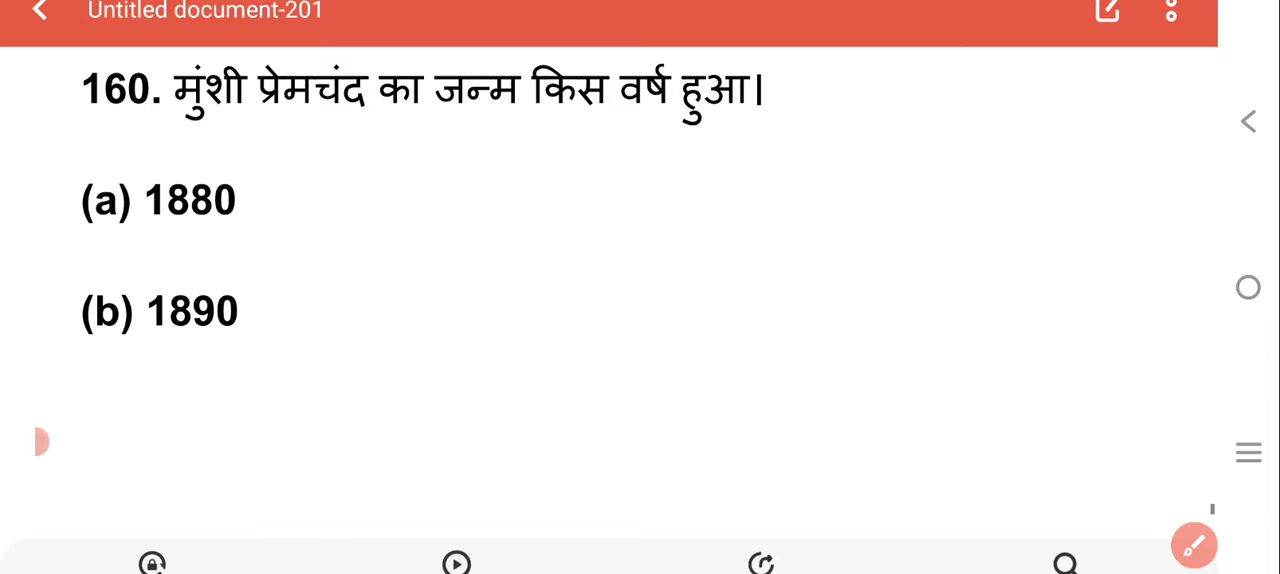 Untitled document-201
160. मुंशी प्रेमचंद का जन्म किस वर्ष हुआ।
(a) 1880
(b) 1890